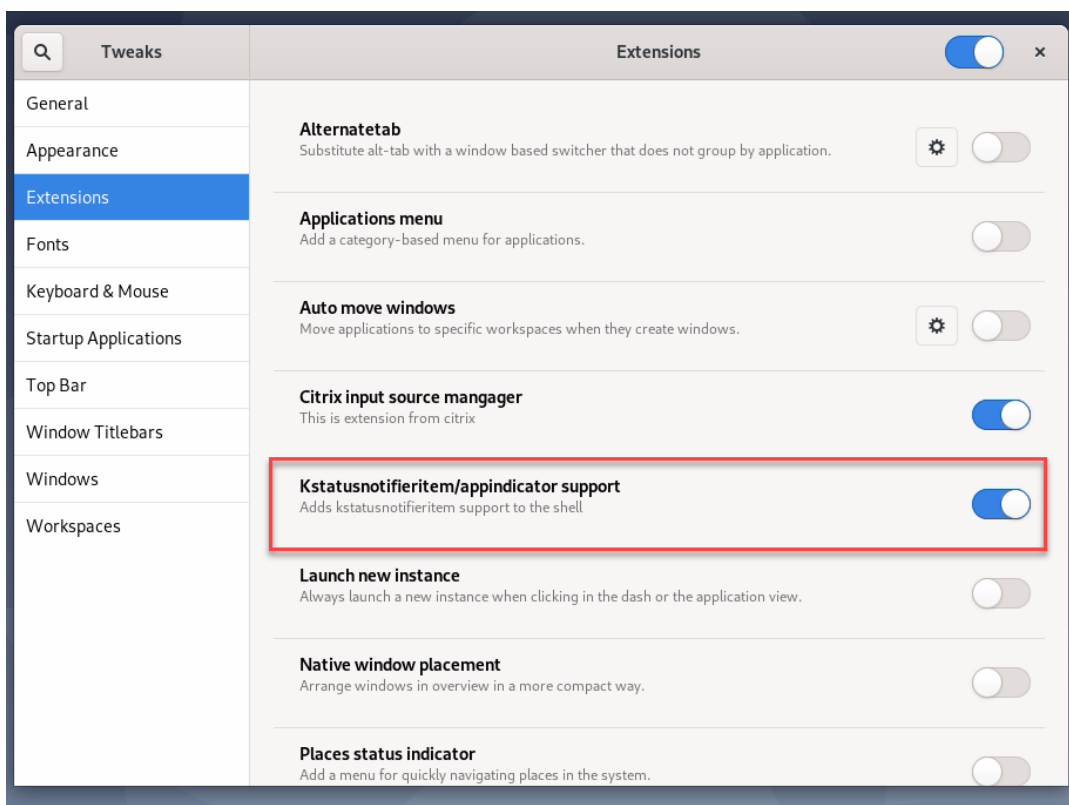 Tweaks
Extensions
General
Appearance
Extensions
Fonts
Keyboard & Mouse
Startup Applications
Top Bar
Window Titlebars
Windows
Workspaces
Alternatetab
Substitute alt-tab with a window based switcher that does not group by application.
Applications menu
Add a category-based menu for applications.
Auto move windows
Move applications to specific workspaces when they create windows.
Citrix input source mangager
This is extension from citrix
Kstatusnotifieritem/appindicator support
Adds kstatusnotifieritem support to the shell
Launch new instance
Always launch a new instance when clicking in the dash or the application view.
Native window placement
Arrange windows in overview in a more compact way.
Places status indicator
Add a menu for quickly navigating places in the system.